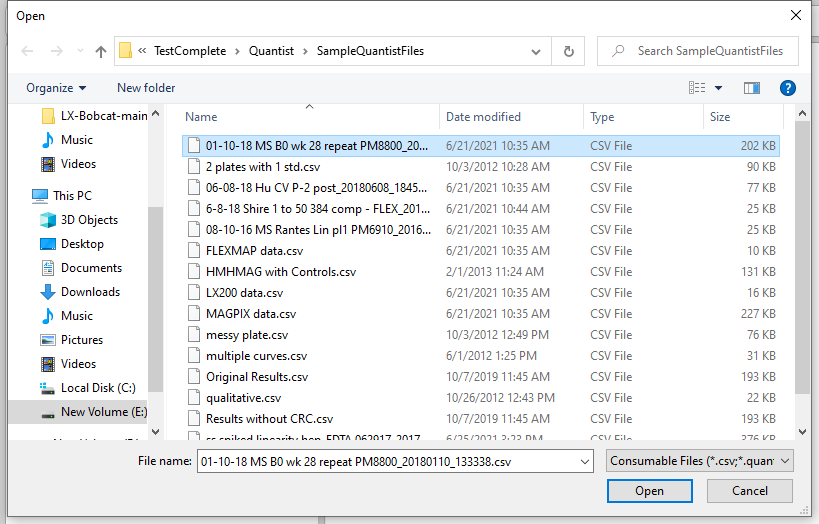 Open
« TestComplete > Quantist > SampleQuantistFiles
Search SampleQuantistFiles
Organize
New folder
LX-Bobcat-main
Music
Videos
This PC
3D Objects
Desktop
Documents
Downloads
Music
Pictures
Videos
Local Disk (C:)
New Volume (E:)
Name Date modified Type Size
01-10-18 MS B0 wk 28 repeat PM8800_20... 6/21/2021 10:35 AM CSV File 202 KB
2 plates with 1 std.csv 10/3/2012 10:28 AM CSV File 90 KB
06-08-18 Hu CV P-2 post_20180608_1845... 6/21/2021 10:35 AM CSV File 77 KB
6-8-18 Shire 1 to 50 384 comp - FLEX_201... 6/21/2021 10:44 AM CSV File 25 KB
08-10-16 MS Rantes Lin pl1 PM6910_2016... 6/21/2021 10:35 AM CSV File 25 KB
FLEXMAP data.csv 6/21/2021 10:35 AM CSV File 10 KB
HMHMAG with Controls.csv 2/1/2013 11:24 AM CSV File 131 KB
LX200 data.csv 6/21/2021 10:35 AM CSV File 16 KB
MAGPIX data.csv 6/21/2021 10:35 AM CSV File 227 KB
messy plate.csv 10/3/2012 12:49 PM CSV File 76 KB
multiple curves.csv 6/1/2012 1:25 PM CSV File 31 KB
Original Results.csv 10/7/2019 11:45 AM CSV File 193 KB
qualitative.csv 10/26/2012 12:43 PM CSV File 22 KB
Results without CRC.csv 10/7/2019 11:45 AM CSV File 193 KB
6/25/2021 3:23 PM CSV File 376 KB
File name: 01-10-18 MS B0 wk 28 repeat PM8800_20180110_133338.csv Consumable Files (*.csv;*.quan
Open Cancel